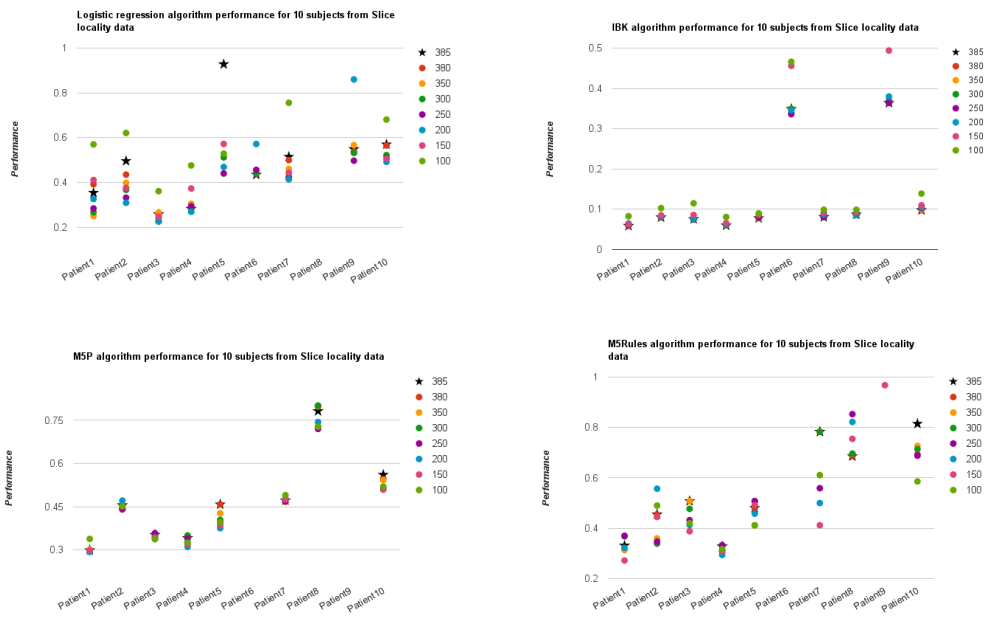 Logistic regression algorithm performance for 10 subjects from Slice
locality data
Performance
1
0.8
0.6
0.4
0.2
Patient1
Patient2
Patient3
Patient4
Patient5
Patient6
Patient7
Patient8
Patient9
Patient10
385
380
350
300
250
200
150
100
IBK algorithm performance for 10 subjects from Slice locality data
Performance
0.5
0.4
0.3
0.2
0.1
0
Patient1
Patient2
Patient3
Patient4
Patient5
Patient6
Patient7
Patient8
Patient9
Patient10
385
380
350
300
250
200
150
100
M5P algorithm performance for 10 subjects from Slice locality data
Performance
0.75
0.6
0.45
0.3
Patient1
Patient2
Patient3
Patient4
Patient5
Patient6
Patient7
Patient8
Patient9
Patient10
385
380
350
300
250
200
150
100
M5Rules algorithm performance for 10 subjects from Slice locality
data
Performance
1
0.8
0.6
0.4
0.2
Patient1
Patient2
Patient3
Patient4
Patient5
Patient6
Patient7
Patient8
Patient9
Patient10
385
380
350
300
250
200
150
100